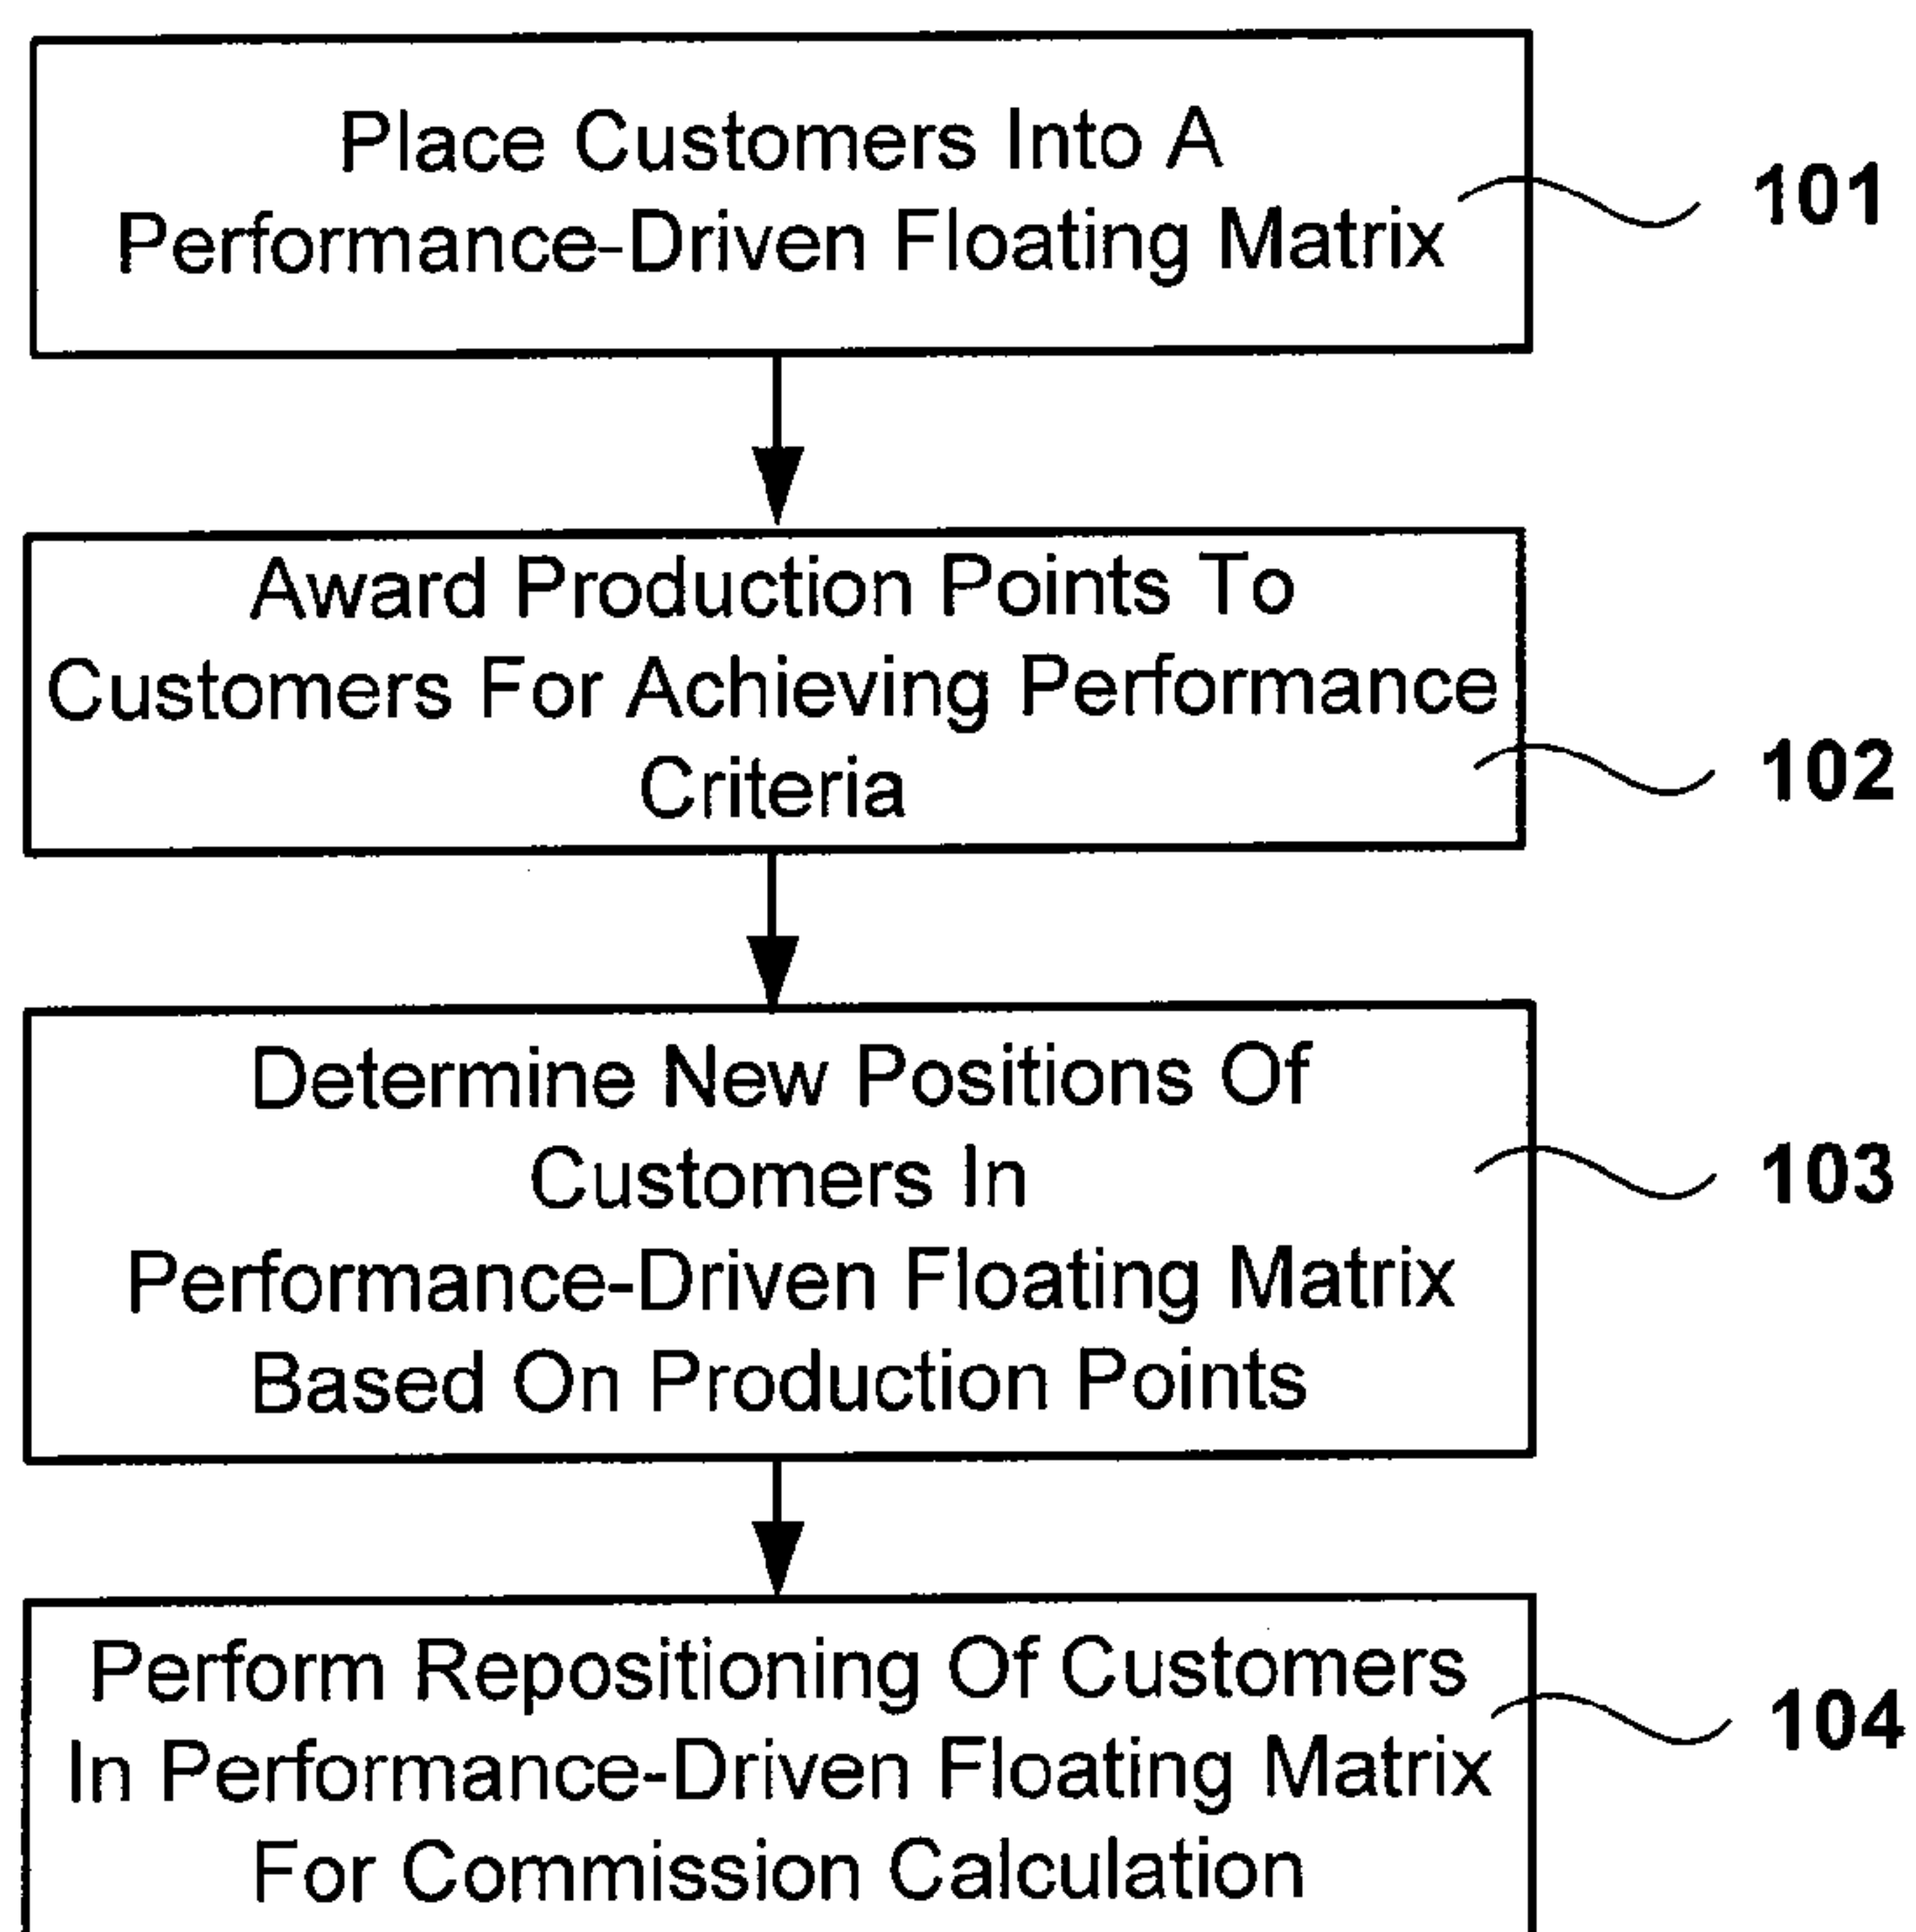 Place Customers Into A
Performance-Driven Floating Matrix
101
Award Production Points To
Customers For Achieving Performance
Criteria
102
Determine New Positions Of
Customers In
Performance-Driven Floating Matrix
Based On Production Points
103
Perform Repositioning Of Customers
In Performance-Driven Floating Matrix
For Commission Calculation
104